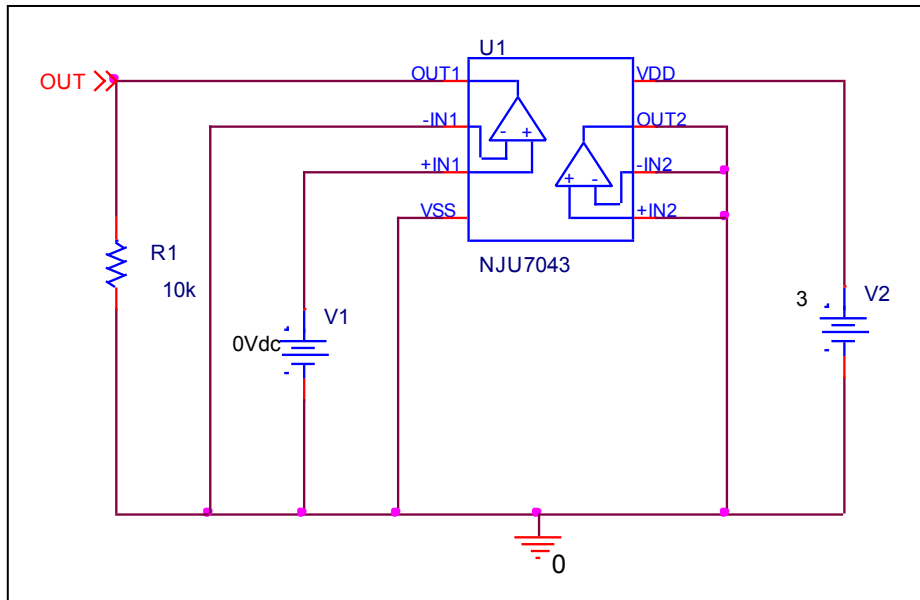 U1
OUT
OUT1
VDD
-IN1
OUT2
+IN1
-IN2
VSS
+IN2
- +
+ -
NJU7043
R1
10k
V1
0Vdc
3
V2
0